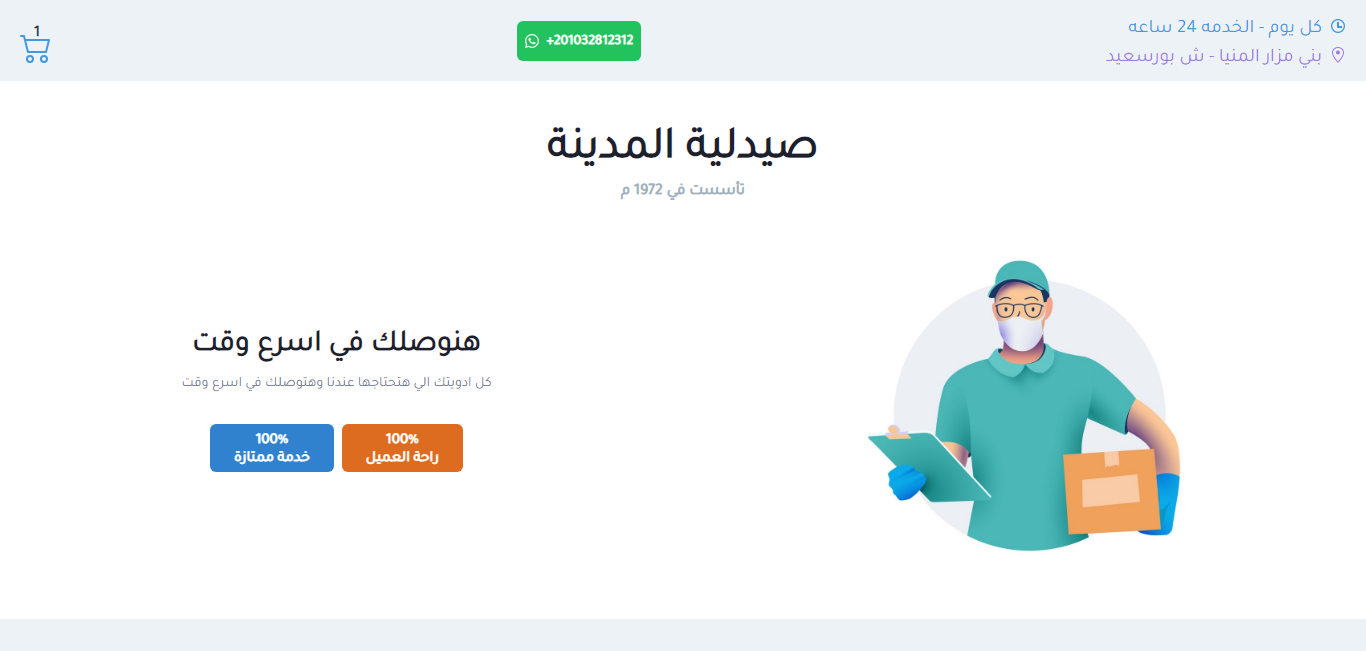 كل يوم - الخدمه 24 ساعه
بني مزار المنيا - ش بورسعيد
+201032812312
1
صيدلية المدينة
تأسست في 1972 م
هنوصلك في اسرع وقت
كل ادويتك الي هتحتاجها عندنا وهتوصلك في اسرع وقت
100%
راحة العميل
100%
خدمة ممتازة